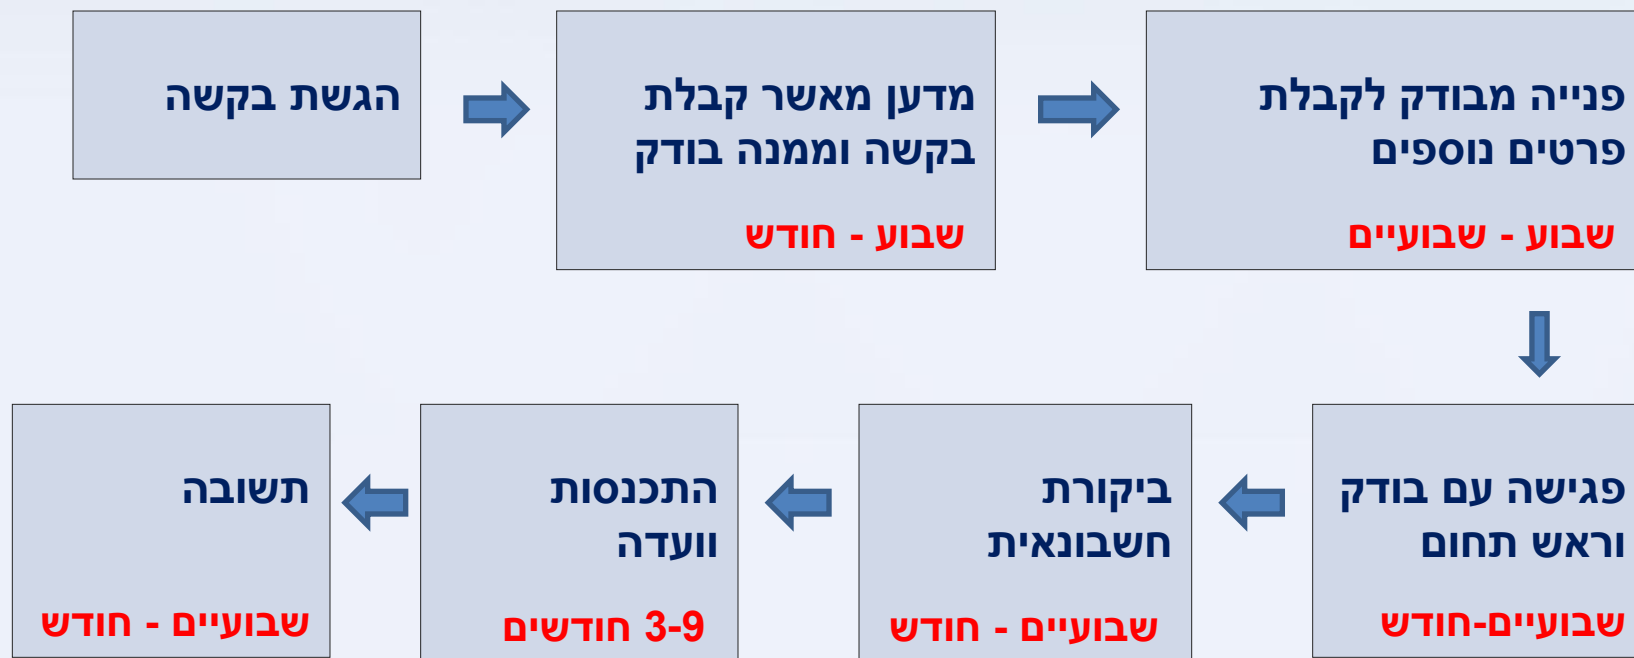 הגשת בקשה
מדען מאשר קבלת
בקשה וממנה בודק
שבוע - חודש
פנייה מבודק לקבלת
פרטים נוספים
שבוע - שבועיים
פגישה עם בודק
וראש תחום
שבועיים-חודש
ביקורת
חשבונאית
שבועיים - חודש
התכנסות
וועדה
3-9 חודשים
תשובה
שבועיים - חודש